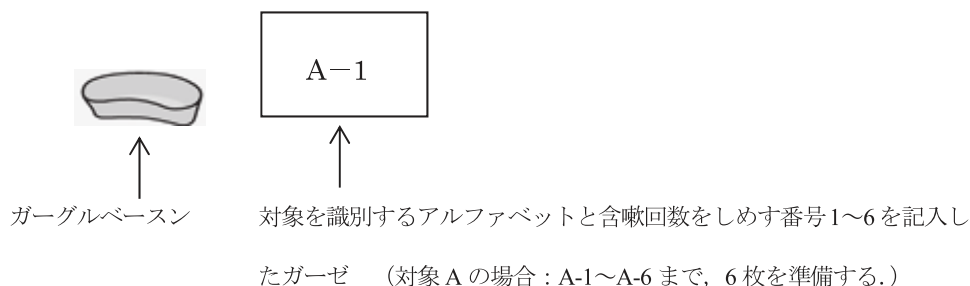 A－1
ガーグルベースン
対象を識別するアルファベットと含嗽回数をしめす番号1～6を記入し
たガーゼ　（対象 A の場合：A-1～A-6 まで，6 枚を準備する．）